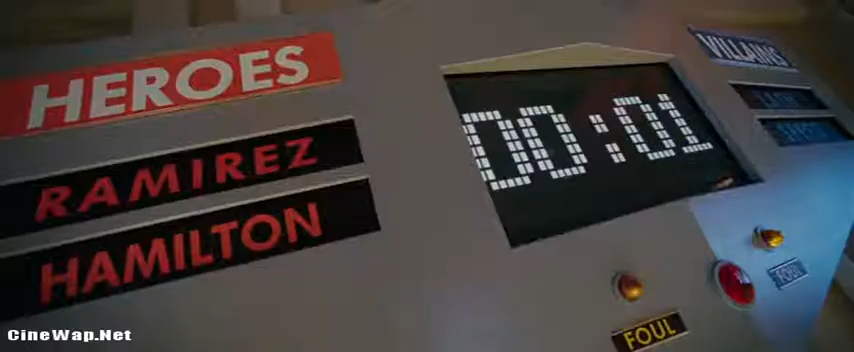 HEROES
RAMIREZ
HAMILTON
00:01
VILLAINS
FOUL
FOUL
CineWap.Net